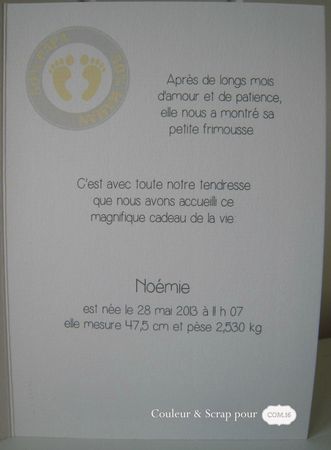 Après de longs mois
d'amour et de patience,
elle nous a montré sa
petite frimousse.
C'est avec toute notre tendresse
que nous avons accueilli ce
magnifique cadeau de la vie:
Noémie
est née le 28 mai 2013 à 11 h 07
elle mesure 47,5 cm et pèse 2,530 kg
Couleur & Scrap pour
COM.16